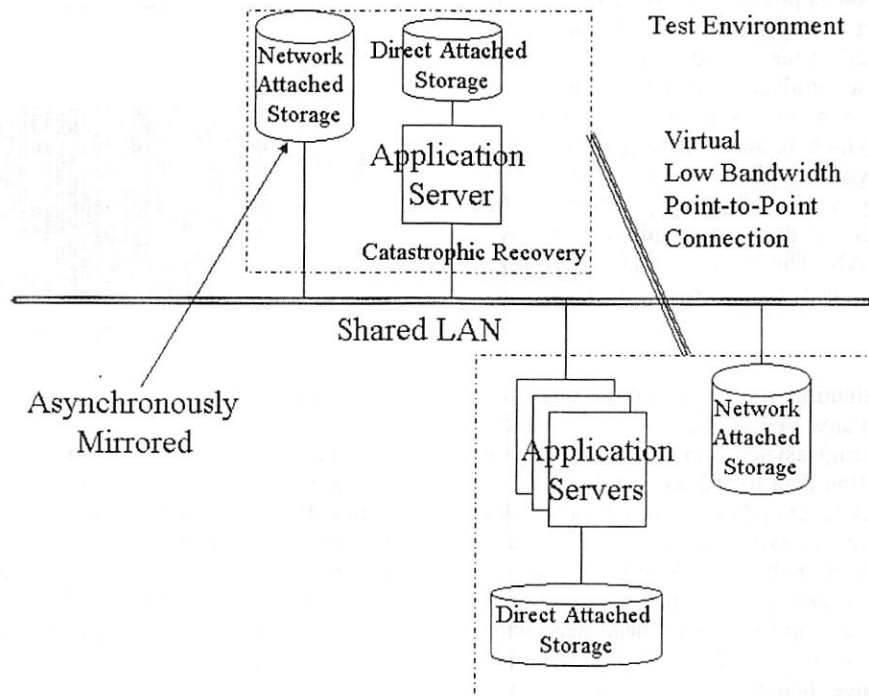 Test Environment
Network
Attached
Storage
Direct Attached
Storage
Application
Server
Catastrophic Recovery
Virtual
Low Bandwidth
Point-to-Point
Connection
Shared LAN
Asynchronously
Mirrored
Application
Servers
Network
Attached
Storage
Direct Attached
Storage